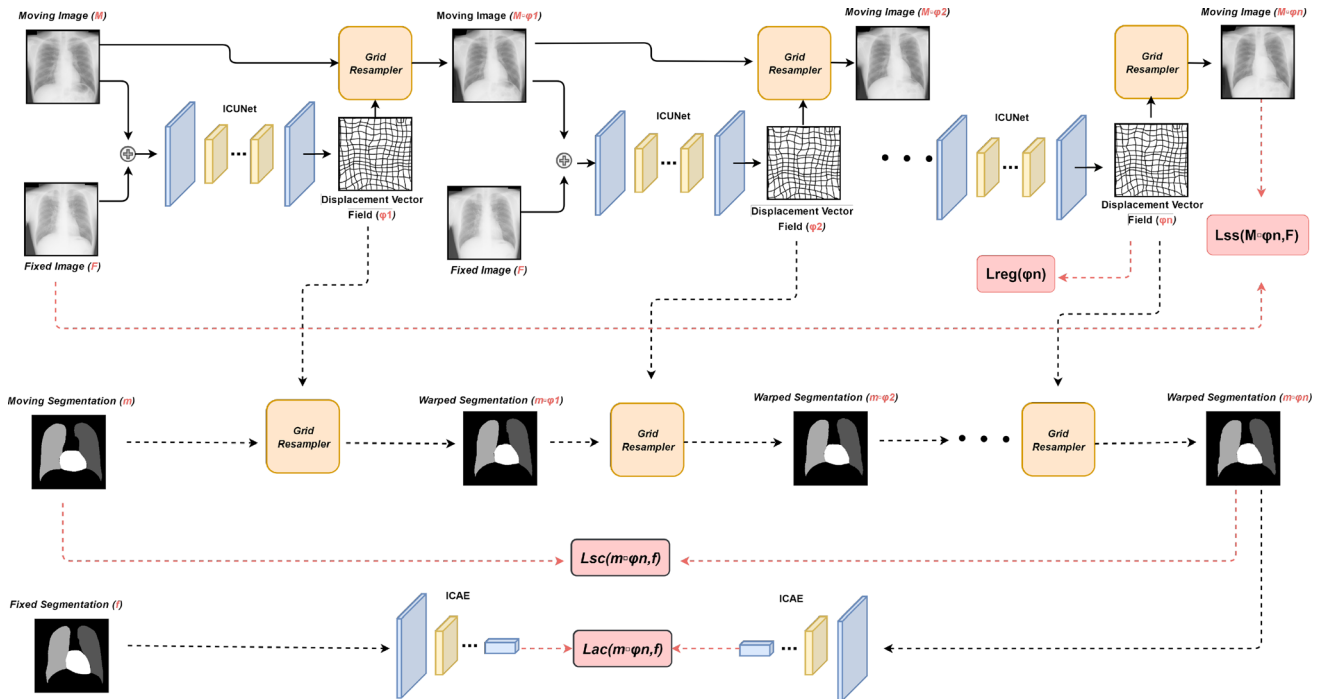 Moving Image (M)
Moving Image (M▫φ1)
Moving Image (M▫φ2)
Moving Image (M▫φn)
Grid
Resampler
Grid
Resampler
Grid
Resampler
ICUNet
ICUNet
ICUNet
Displacement Vector
Field (φ1)
Displacement Vector
Field (φ2)
Displacement Vector
Field (φn)
Fixed Image (F)
Fixed Image (F)
Lreg(φn)
Lss(M▫φn,F)
Moving Segmentation (m)
Warped Segmentation (m▫φ1)
Warped Segmentation (m▫φ2)
Warped Segmentation (m▫φn)
Grid
Resampler
Grid
Resampler
Grid
Resampler
Lsc(m▫φn,f)
Fixed Segmentation (f)
ICAE
ICAE
Lac(m▫φn,f)